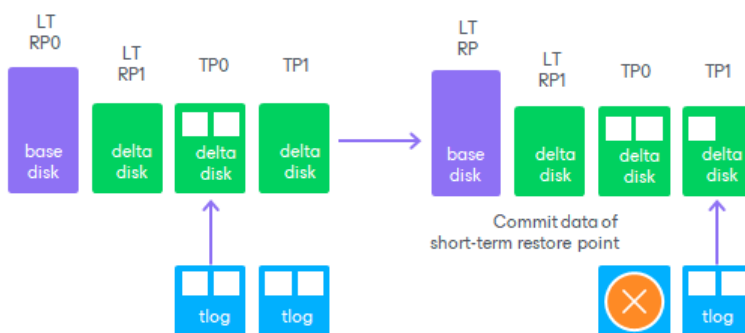 LT
RP0
LT
RP1
TP0
TP1
base
disk
delta
disk
delta
disk
delta
disk
tlog
tlog
LT
RP
LT
RP1
TP0
TP1
base
disk
delta
disk
delta
disk
delta
disk
Commit data of
short-term restore point
tlog